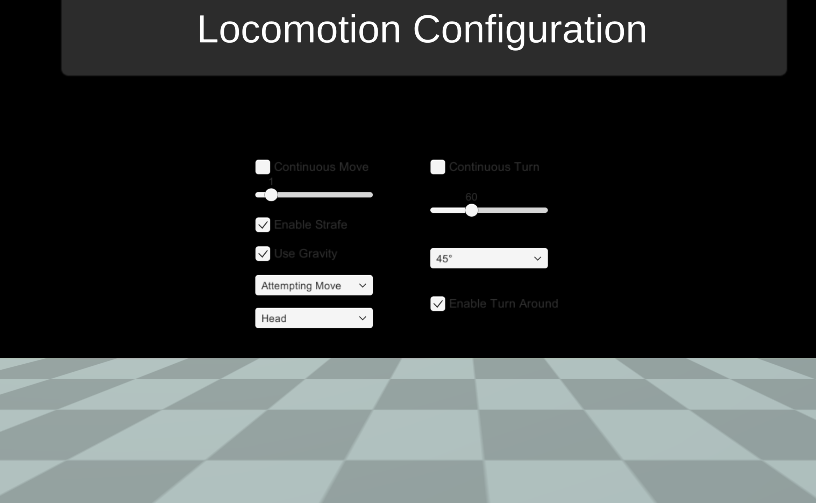 Locomotion Configuration
Continuous Move
1
Enable Strafe
Use Gravity
Attempting Move
Head
Continuous Turn
60
45°
Enable Turn Around